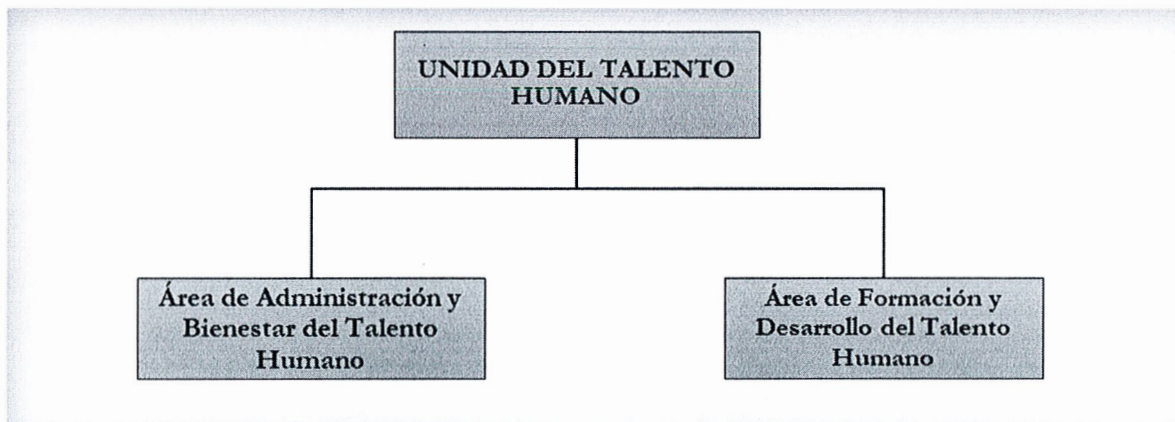 UNIDAD DEL TALENTO
HUMANO
Área de Administración y
Bienestar del Talento
Humano
Área de Formación y
Desarrollo del Talento
Humano